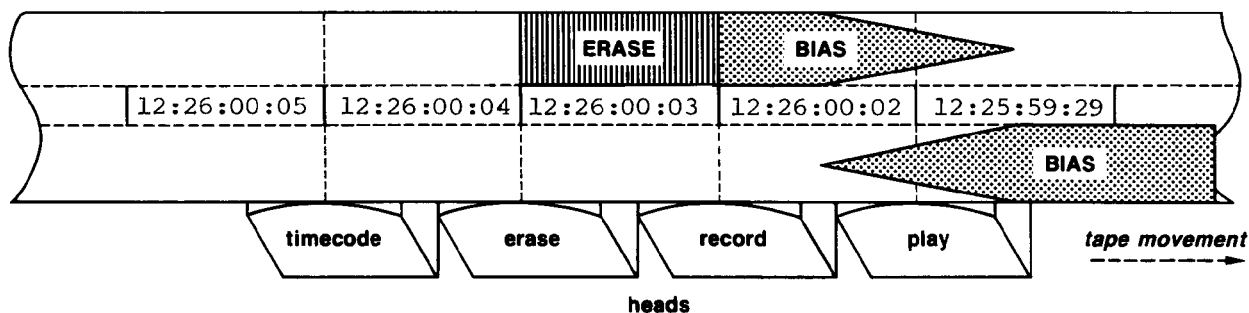 ERASE BIAS
12:26:00:05 12:26:00:04 12:26:00:03 12:26:00:02 12:25:59:29
BIAS
timecode erase record play tape movement
heads